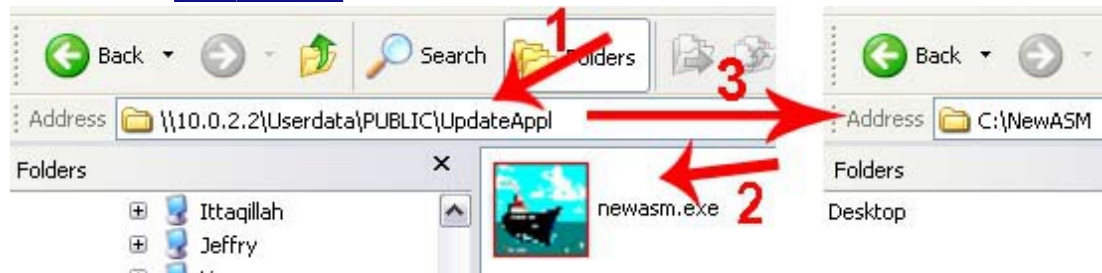 Back Search Folders Back
1
3
Address \\10.0.2.2\Userdata\PUBLIC\UpdateAppl Address C:\NewASM
Folders x Folders
Ittaqillah newasm.exe 2 Desktop
Jeffry